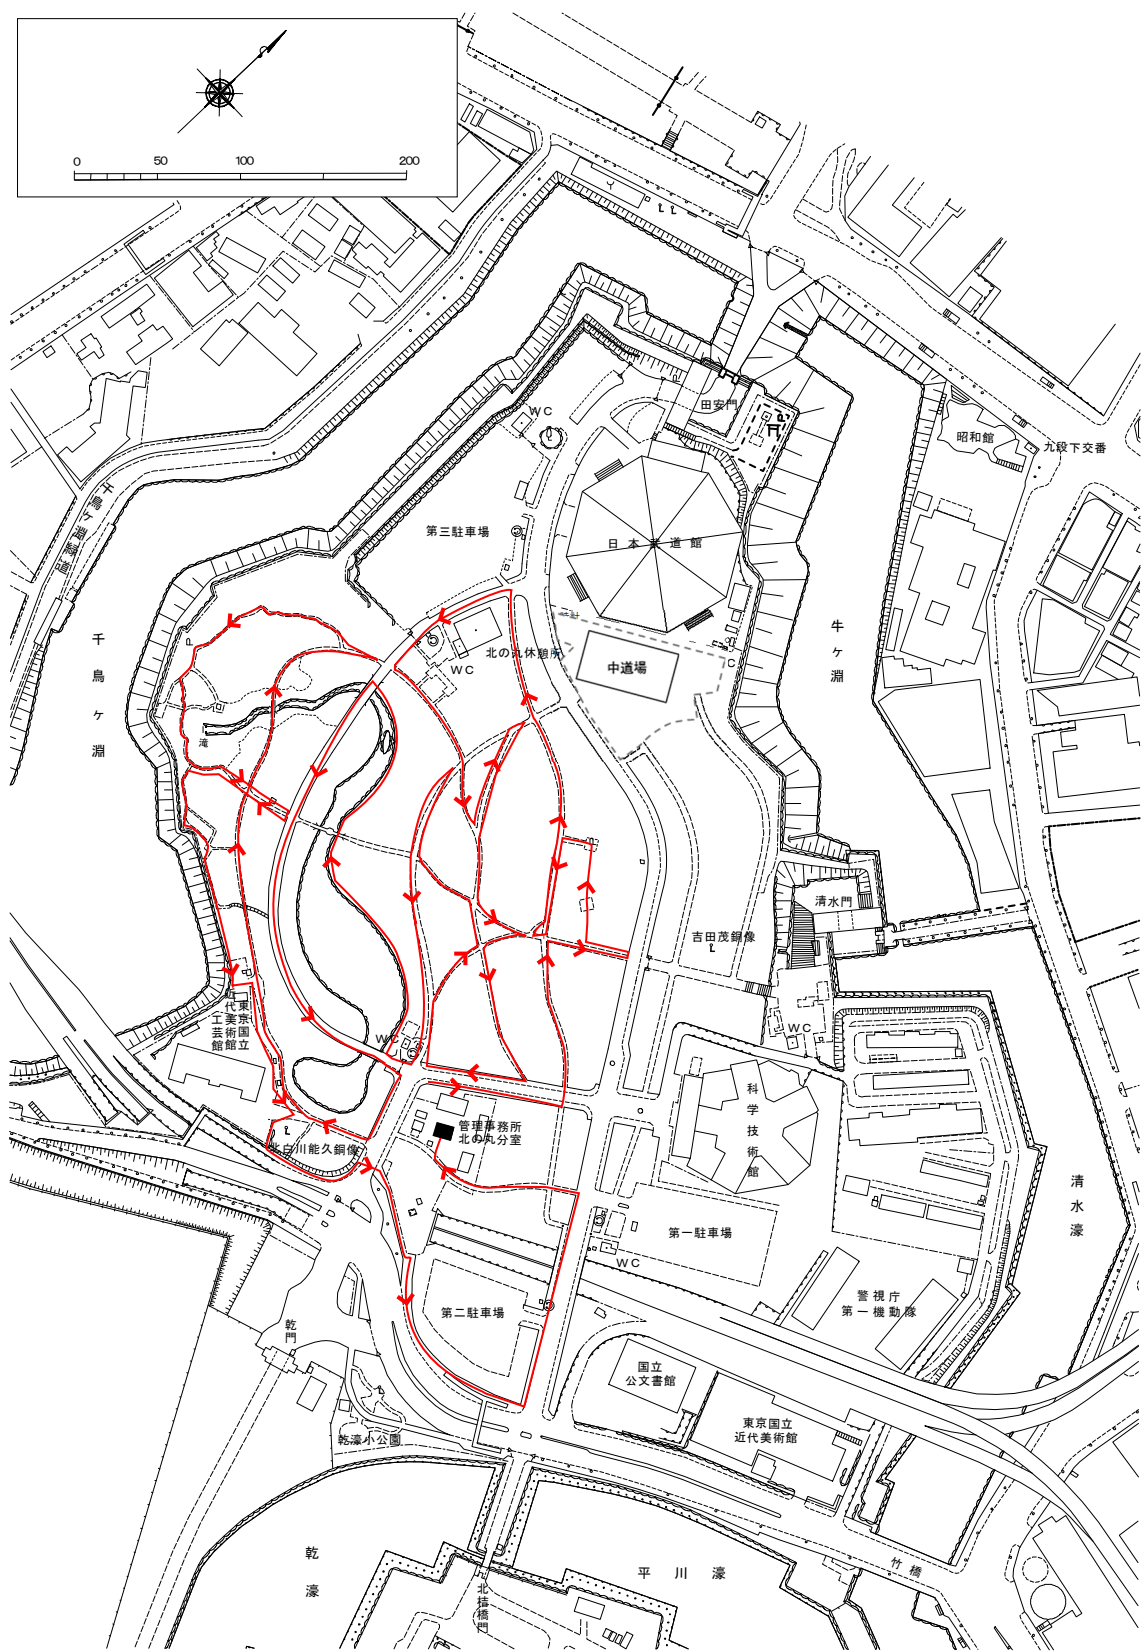 0 50 100 200
田安門
WC
昭和館
九段下交番
千鳥ヶ淵緑道
第三駐車場
日本武道館
千鳥ヶ淵
牛ヶ淵
北の丸休憩所
WC
中道場
滝
清水門
吉田茂銅像
WC
WC
東京国立
近代美術館
工芸館
科学技術館
管理事務所
北の丸分室
北白川能久銅像
清水濠
第一駐車場
WC
警視庁
第一機動隊
第二駐車場
乾門
国立
公文書館
東京国立
近代美術館
乾濠小公園
乾濠
平川濠
竹橋
北桔橋門